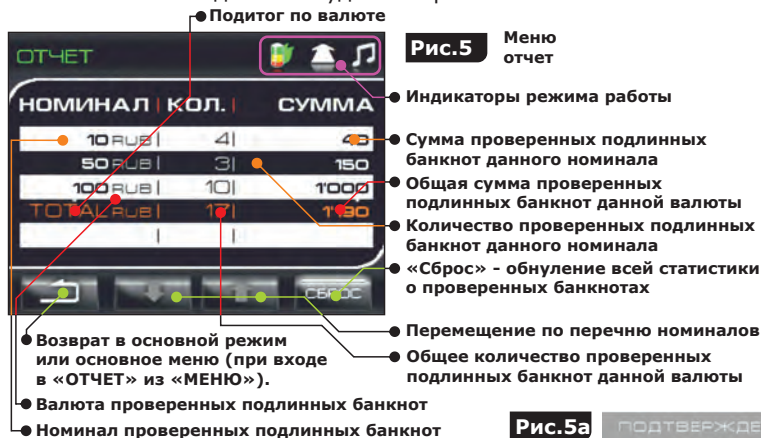 Подитог по валюте
ОТЧЕТ
Рис.5
Меню
отчет
НОМИНАЛ КОЛ. СУММА
10 RUB 4
50 RUB 3 150
100 RUB 10 1'000
TOTAL RUB 17
СБРОС
Индикаторы режима работы
Сумма проверенных подлинных
банкнот данного номинала
Общая сумма проверенных
подлинных банкнот данной валюты
Количество проверенных подлинных
банкнот данного номинала
«Сброс» - обнуление всей статистики
о проверенных банкнотах
Перемещение по перечню номиналов
Общее количество проверенных
подлинных банкнот данной валюты
Возврат в основной режим
или основное меню (при входе
в «ОТЧЕТ» из «МЕНЮ»).
Валюта проверенных подлинных банкнот
Номинал проверенных подлинных банкнот
Рис.5а